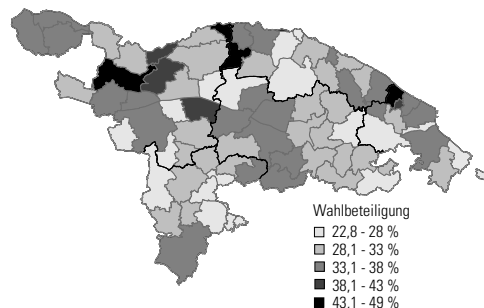 Wahlbeteiligung
22,8 - 28 %
28,1 - 33 %
33,1 - 38 %
38,1 - 43 %
43,1 - 49 %